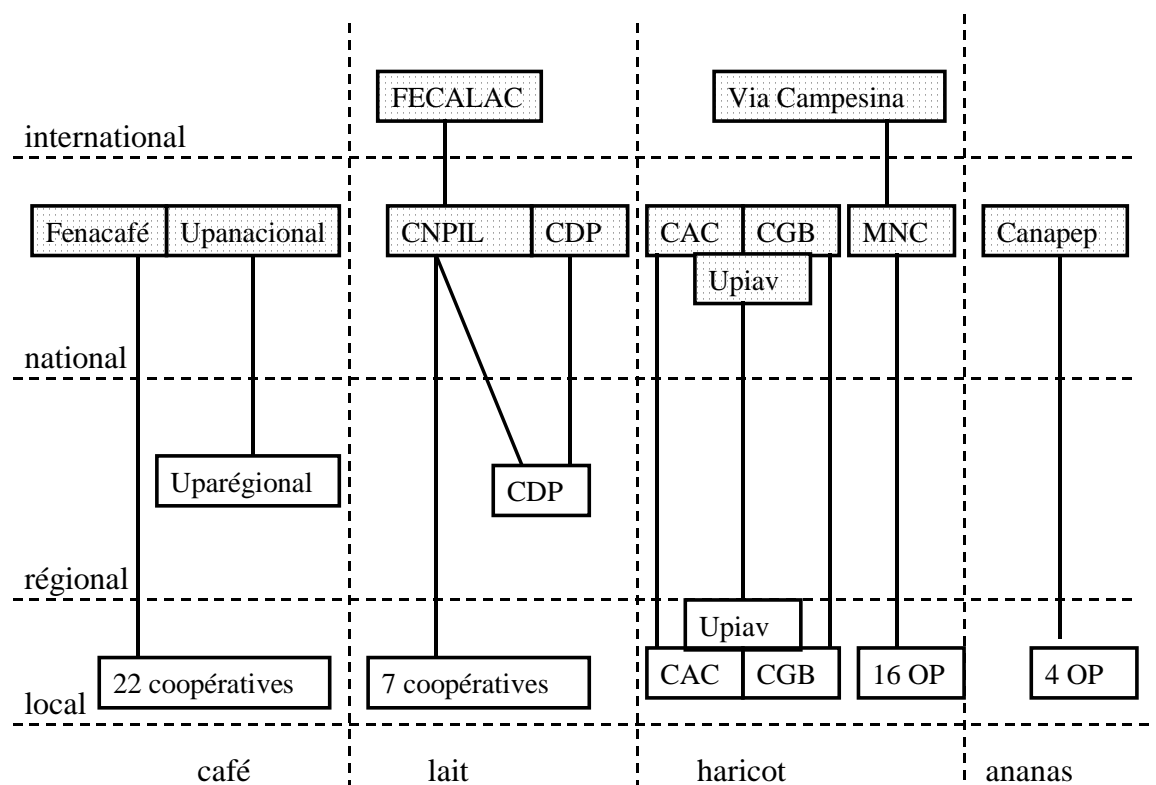 FECALAC
Via Campesina
international
Fenacafé
Upanacional
CNPIL
CDP
CAC
CGB
MNC
Canapep
Upiav
national
Uparégional
CDP
régional
Upiav
22 coopératives
7 coopératives
CAC
CGB
16 OP
4 OP
local
café
lait
haricot
ananas